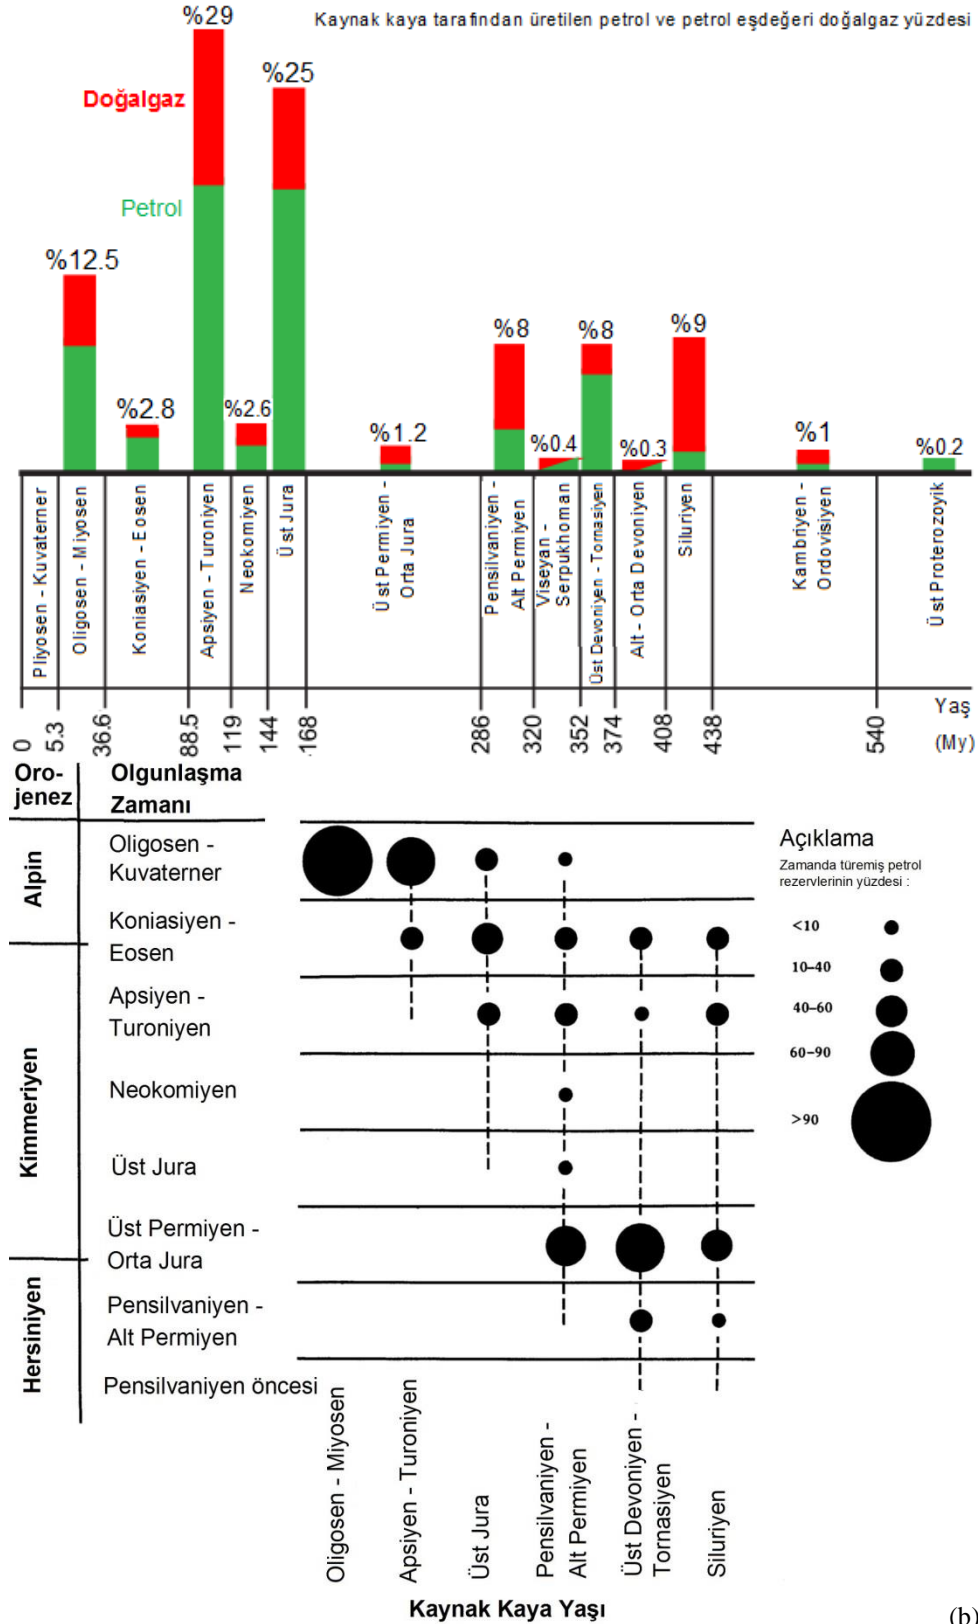 Kaynak kaya tarafından üretilen petrol ve petrol eşdeğeri doğalgaz yüzdesi
%29
%25
Doğalgaz
Petrol
%12.5
%2.8
%2.6
%1.2
%8
%0.4
%8
%0.3
%9
%1
%0.2
Pliyosen - Kuvaterner
Oligosen - Miyosen
Koniasiyen - Eosen
Apsiyen - Turoniyen
Neokomiyen
Üst Jura
Üst Permiyen -
Orta Jura
Pensilvaniyen -
Alt Permiyen
Viseyan -
Serpukhoman
Üst Devoniyen - Tornasiyen
Alt - Orta Devoniyen
Siluriyen
Kambriyen -
Ordovisiyen
Üst Proterozoyik
0
5.3
36.6
88.5
119
144
168
286
320
352
374
408
438
540
Yaş
(My)
Oro-
jenez
Olgunlaşma
Zamanı
Alpin
Kimmeriyen
Hersiniyen
Oligosen -
Kuvaterner
Koniasiyen -
Eosen
Apsiyen -
Turoniyen
Neokomiyen
Üst Jura
Üst Permiyen -
Orta Jura
Pensilvaniyen -
Alt Permiyen
Pensilvaniyen öncesi
Açıklama
Zamanda türemiş petrol
rezervlerinin yüzdesi :
<10
10–40
40–60
60–90
>90
Oligosen - Miyosen
Apsiyen - Turoniyen
Üst Jura
Pensilvaniyen -
Alt Permiyen
Üst Devoniyen -
Tornasiyen
Siluriyen
Kaynak Kaya Yaşı
(b)